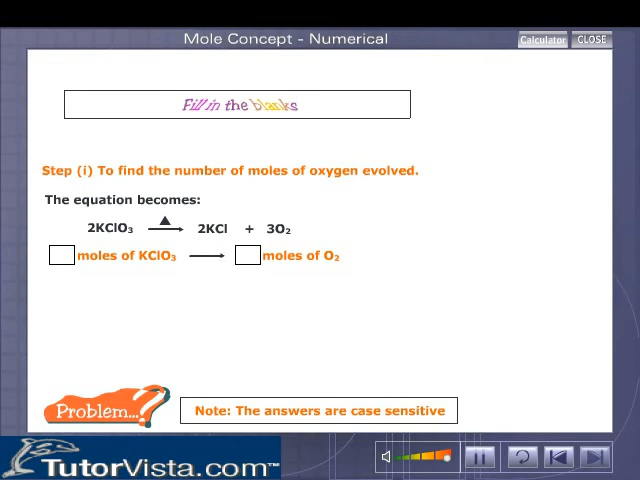 Mole Concept - Numerical
Calculator
CLOSE
Fill in the blanks
Step (i) To find the number of moles of oxygen evolved.
The equation becomes:
2KClO₃ ▲⟶ 2KCl + 3O₂
moles of KClO₃ ⟶ moles of O₂
Problem...?
Note: The answers are case sensitive
TutorVista.com™